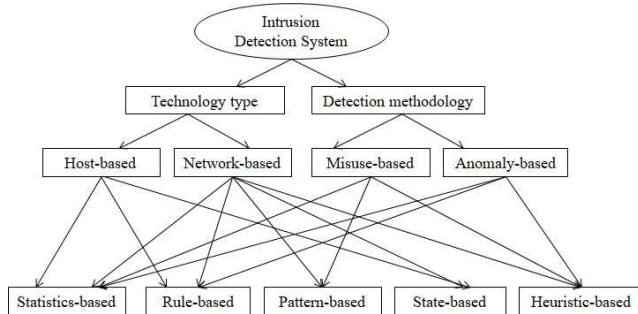 Intrusion
Detection System
Technology type
Detection methodology
Host-based
Network-based
Misuse-based
Anomaly-based
Statistics-based
Rule-based
Pattern-based
State-based
Heuristic-based